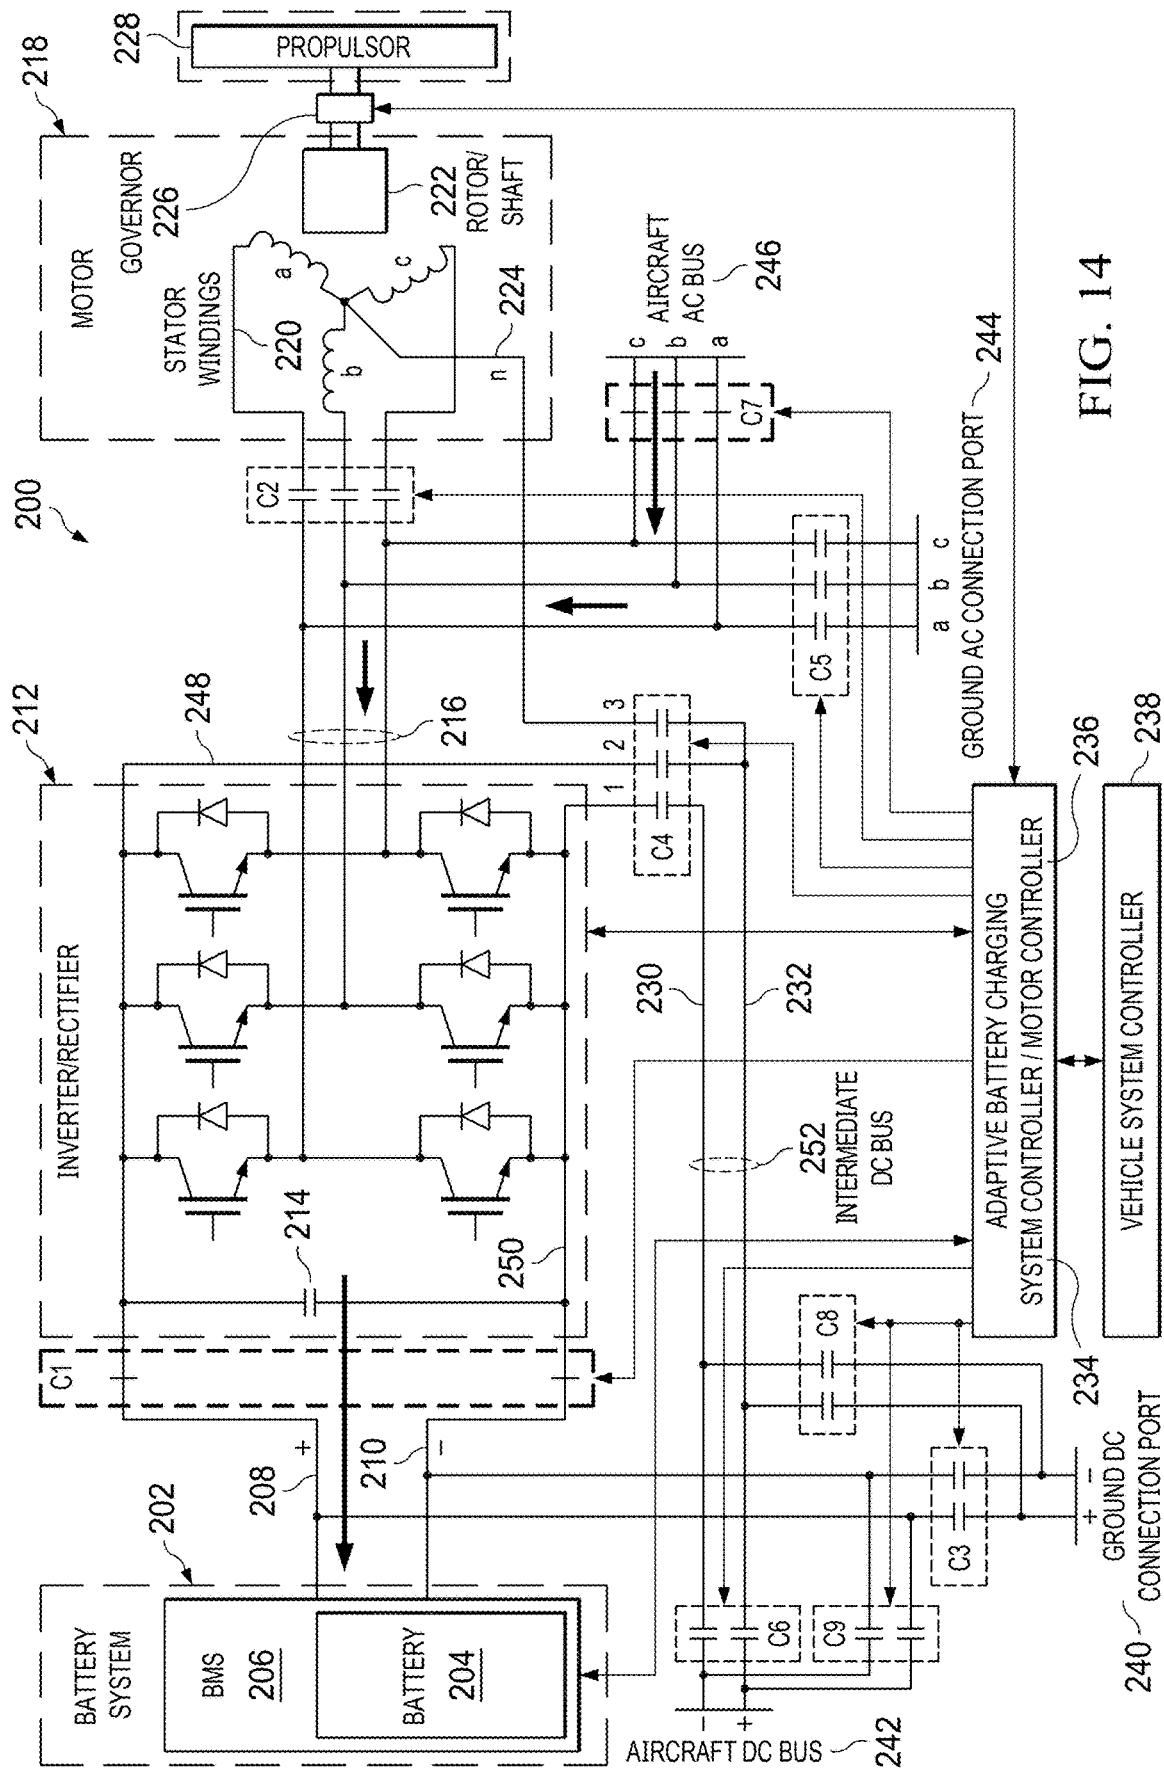 200
BATTERY
SYSTEM
202
BMS
206
BATTERY
204
C1
+
208
210
−
INVERTER/RECTIFIER
212
214
250
248
216
C2
MOTOR
218
STATOR
WINDINGS
220
a
b
c
n
224
GOVERNOR
226
222
ROTOR/
SHAFT
PROPULSOR
228
C4
1
2
3
C5
a
b
c
GROUND AC CONNECTION PORT
244
C7
c
b
a
AIRCRAFT
AC BUS
246
230
232
252
INTERMEDIATE
DC BUS
C6
C9
C8
C3
−
+
AIRCRAFT DC BUS
242
+
−
GROUND DC
CONNECTION PORT
240
ADAPTIVE BATTERY CHARGING
SYSTEM CONTROLLER / MOTOR CONTROLLER
234
236
VEHICLE SYSTEM CONTROLLER
238
FIG. 14